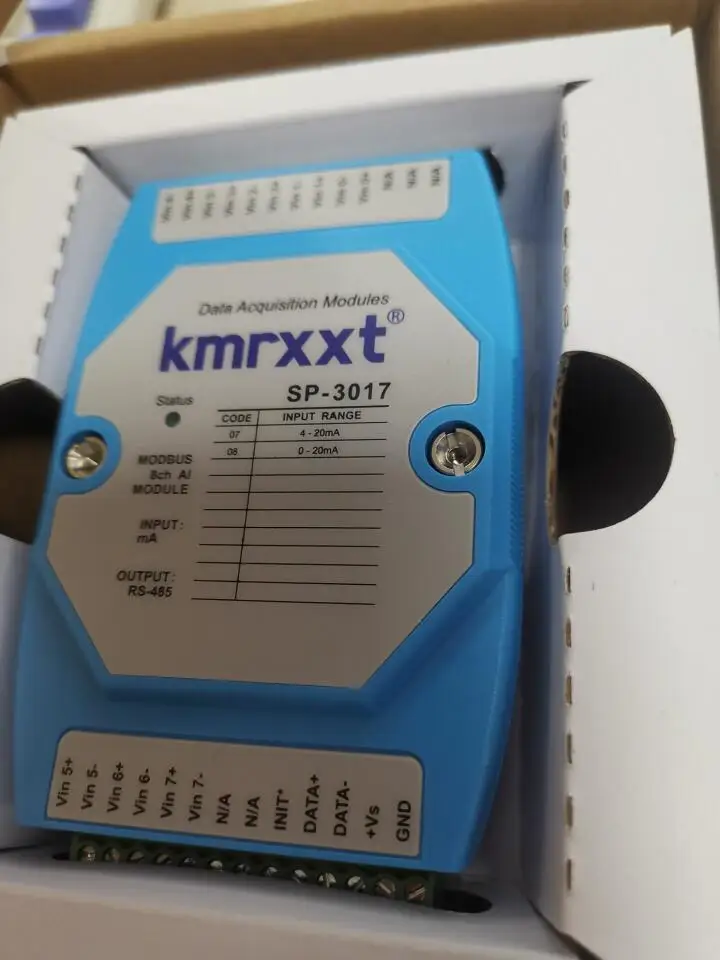 N/A
N/A
N/A
Data Acquisition Modules
kmrxxt®
SP-3017
Status
CODE INPUT RANGE
07 4-20mA
08 0-20mA
MODBUS
8ch AI
MODULE
INPUT:
mA
OUTPUT:
RS-485
Vin 5+
Vin 5-
Vin 6+
Vin 6-
Vin 7+
Vin 7-
N/A
N/A
INIT*
DATA+
DATA-
+Vs
GND